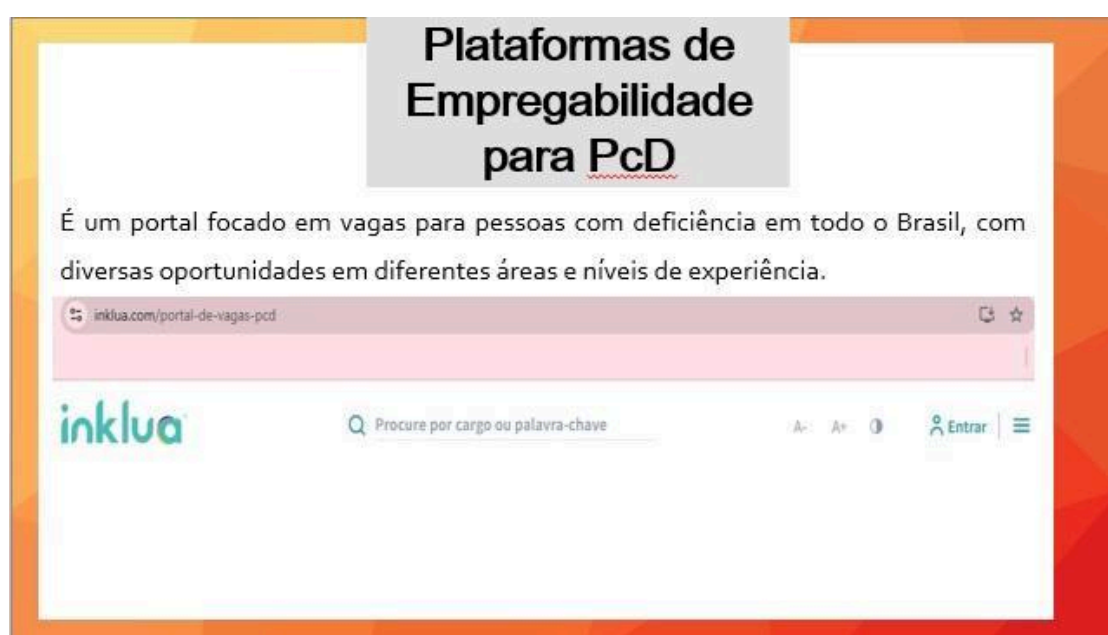 Plataformas de
Empregabilidade
para PcD
É um portal focado em vagas para pessoas com deficiência em todo o Brasil, com
diversas oportunidades em diferentes áreas e níveis de experiência.
inklua.com/portal-de-vagas-pcd
inklua
Procure por cargo ou palavra-chave
A- A+
Entrar